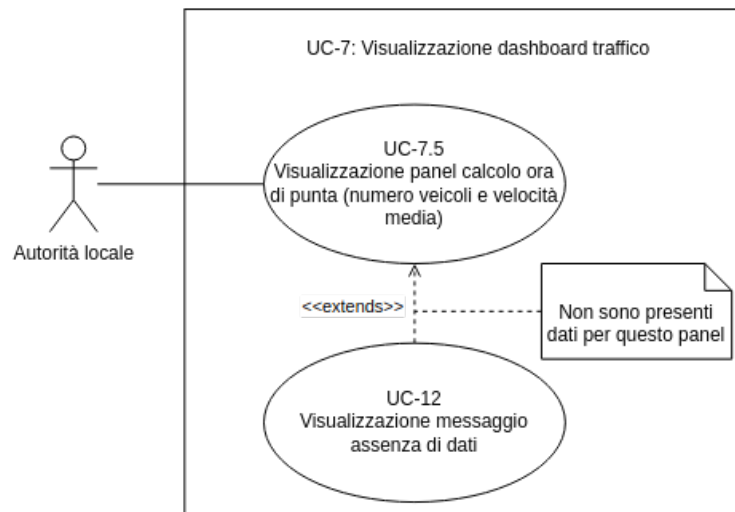 UC-7: Visualizzazione dashboard traffico
UC-7.5
Visualizzazione panel calcolo ora
di punta (numero veicoli e velocità
media)
Autorità locale
<<extends>>
Non sono presenti
dati per questo panel
UC-12
Visualizzazione messaggio
assenza di dati